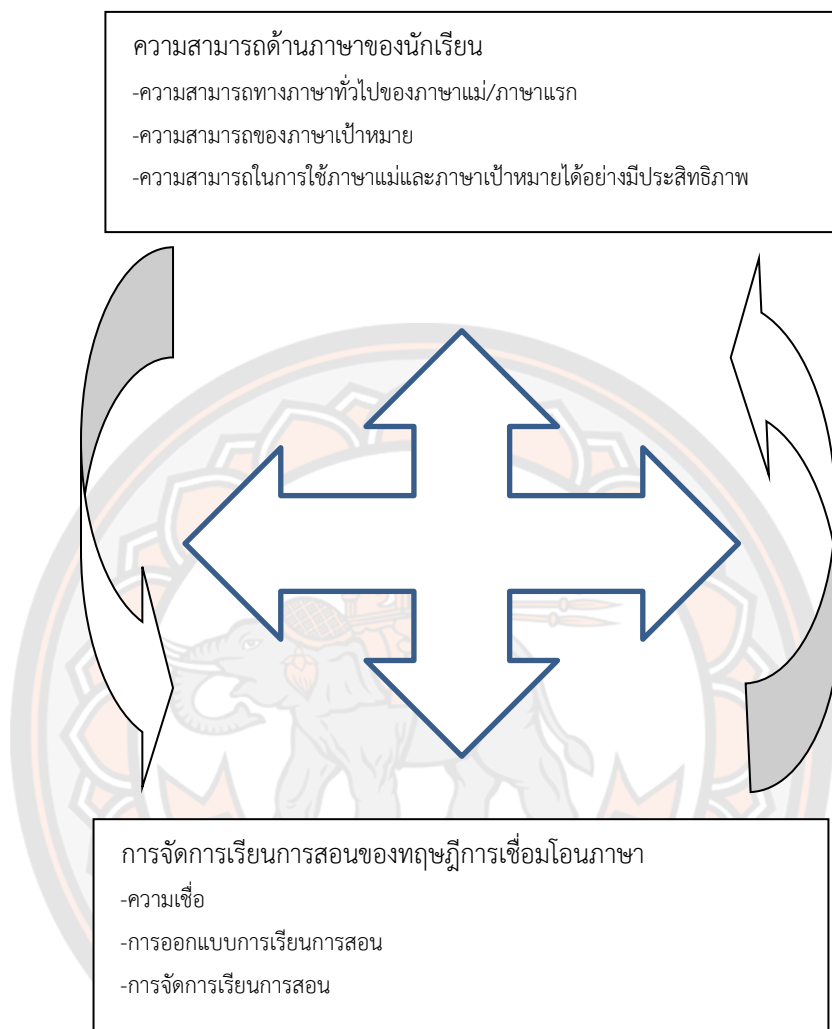 ความสามารถด้านภาษาของนักเรียน
-ความสามารถทางภาษาทั่วไปของภาษาแม่/ภาษาแรก
-ความสามารถของภาษาเป้าหมาย
-ความสามารถในการใช้ภาษาแม่และภาษาเป้าหมายได้อย่างมีประสิทธิภาพ
การจัดการเรียนการสอนของทฤษฎีการเชื่อมโอนภาษา
-ความเชื่อ
-การออกแบบการเรียนการสอน
-การจัดการเรียนการสอน